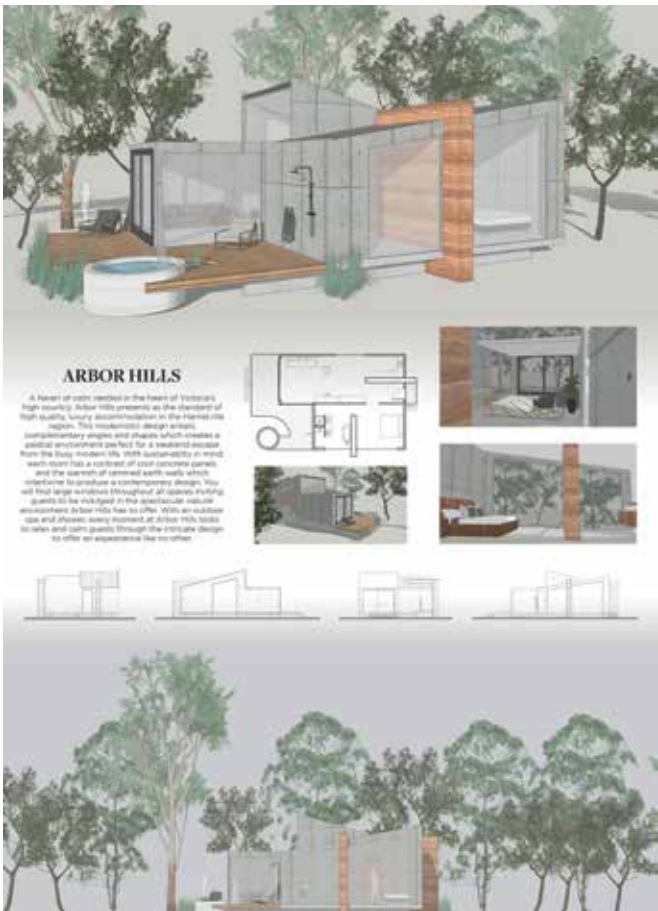 ARBOR HILLS
A haven of calm nestled in the heart of Victoria's
high country, Arbor Hills presents as the standard of
high quality, luxury accommodation in the
region. This modernistic design entails
complementary angles and shapes which creates a
palatial environment perfect for a weekend escape
from the busy modern life. With sustainability in mind,
each room has a contrast of cool concrete panels
and the warmth of rammed earth walls which
intertwine to produce a contemporary design. You
will find large windows throughout all spaces inviting
guests to be indulged in the spectacular natural
environment Arbor Hills has to offer. With an outdoor
spa and shower, every moment at Arbor Hills looks
to relax and calm guests through the intricate design
to offer an experience like no other.